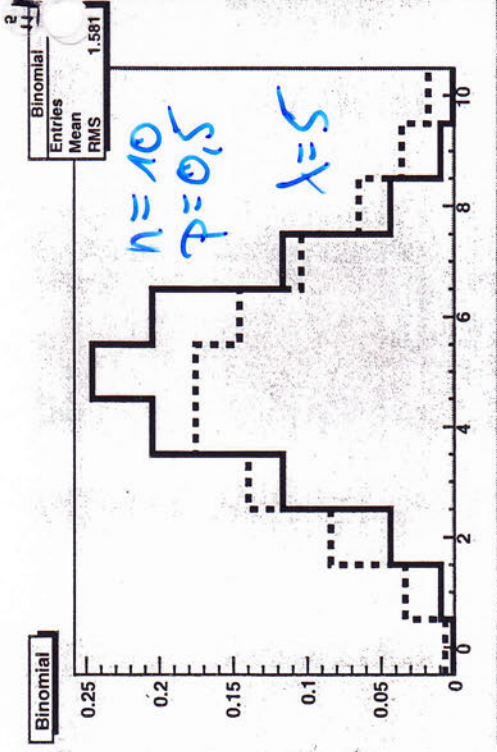 Binomial
Binomial
Entries
Mean
RMS 1.581
n=10
p=0,5
λ=5
0.25
0.2
0.15
0.1
0.05
0
0 2 4 6 8 10